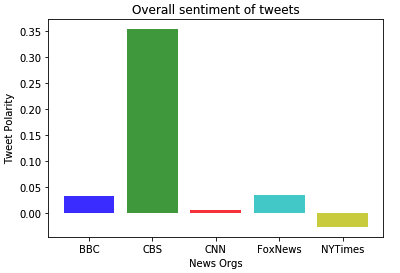 Overall sentiment of tweets
Tweet Polarity
0.35
0.30
0.25
0.20
0.15
0.10
0.05
0.00
BBC CBS CNN FoxNews NYTimes
News Orgs